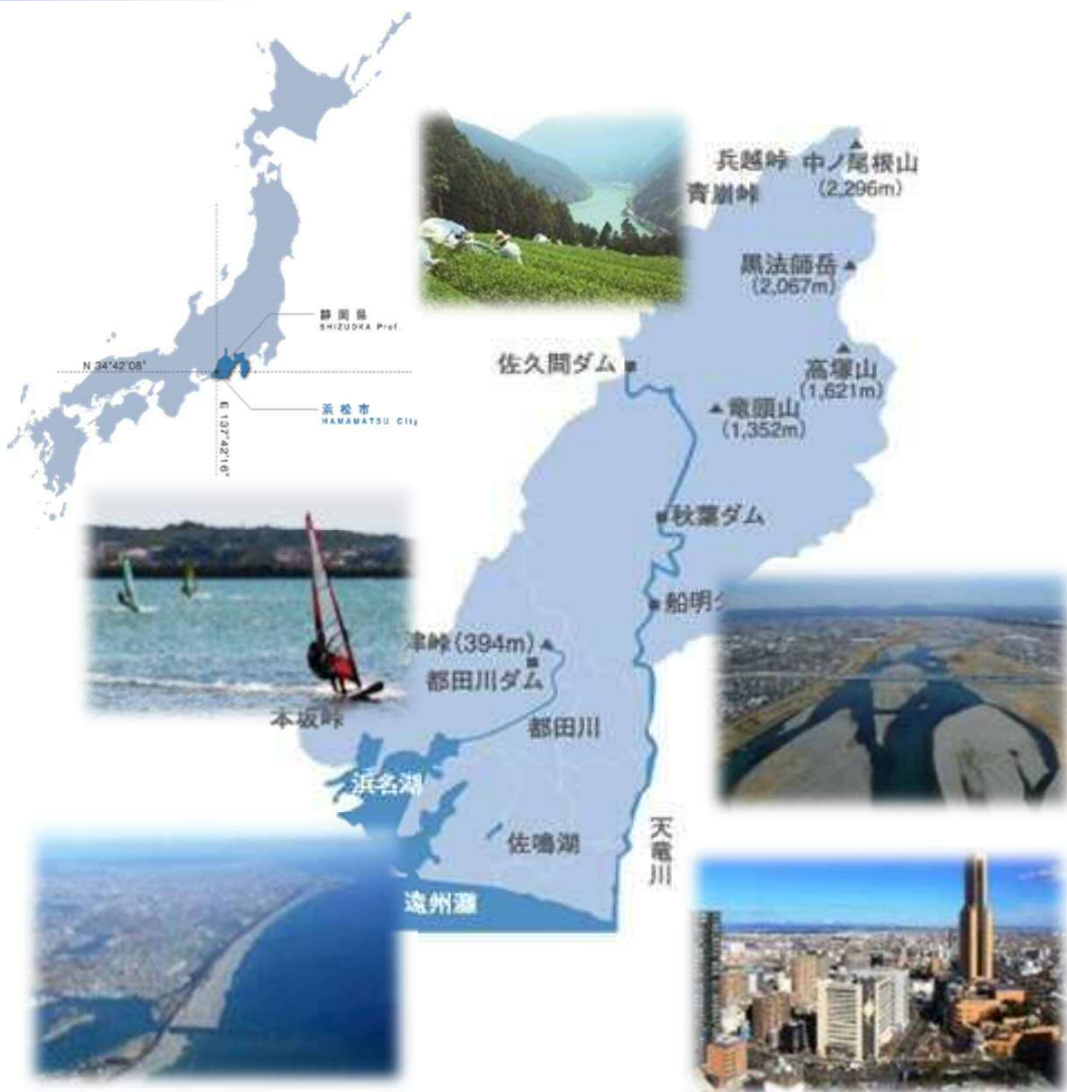 静岡県
SHIZUOKA Pref.
N 34°42'08"
浜松市
HAMAMATSU City
E 137°42'16"
兵越峠
中ノ尾根山
(2,296m)
青崩峠
黒法師岳
(2,067m)
佐久間ダム
高塚山
(1,621m)
竜頭山
(1,352m)
秋葉ダム
船明
津峠(394m)
都田川ダム
本坂峠
都田川
浜名湖
佐鳴湖
天竜川
遠州灘